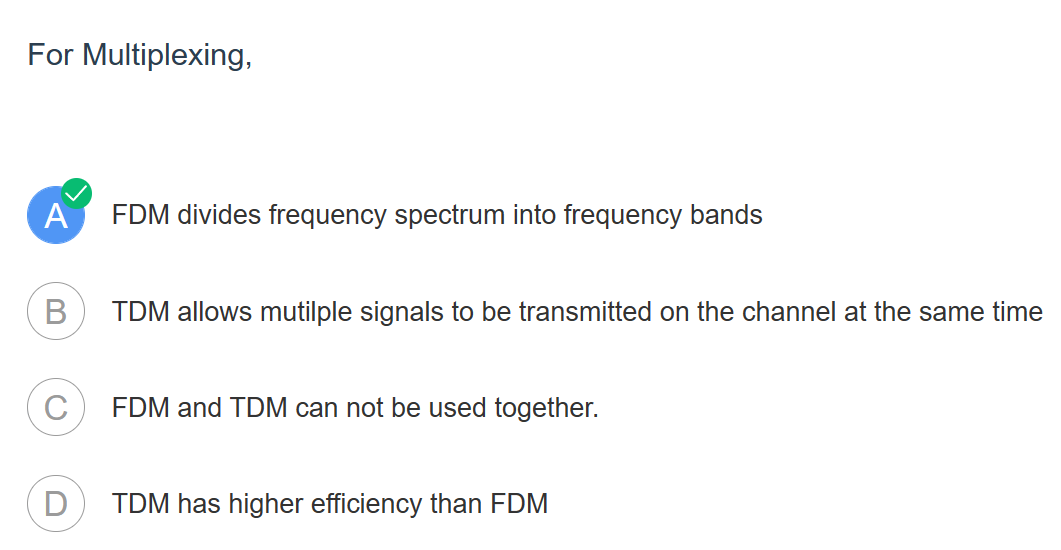 For Multiplexing,
A FDM divides frequency spectrum into frequency bands
B TDM allows mutilple signals to be transmitted on the channel at the same time
C FDM and TDM can not be used together.
D TDM has higher efficiency than FDM